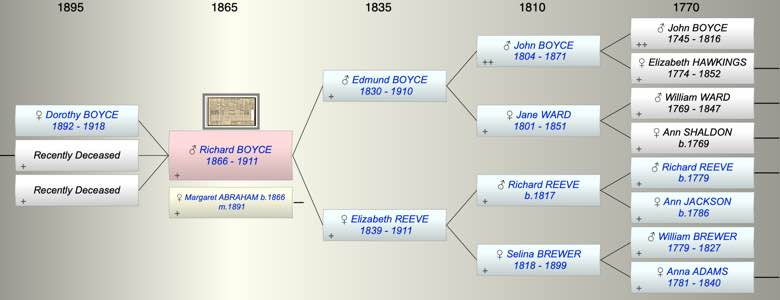 1895
1865
1835
1810
1770
♀ Dorothy BOYCE
1892 - 1918
Recently Deceased
+
Recently Deceased
+
♂ Richard BOYCE
1866 - 1911
+
♀ Margaret ABRAHAM b.1866
m.1891
+
♂ Edmund BOYCE
1830 - 1910
+
♀ Elizabeth REEVE
1839 - 1911
+
♂ John BOYCE
1804 - 1871
++
♀ Jane WARD
1801 - 1851
+
♂ Richard REEVE
b.1817
+
♀ Selina BREWER
1818 - 1899
+
♂ John BOYCE
1745 - 1816
++
♀ Elizabeth HAWKINGS
1774 - 1852
+
♂ William WARD
1769 - 1847
+
♀ Ann SHALDON
b.1769
+
♂ Richard REEVE
b.1779
+
♀ Ann JACKSON
b.1786
+
♂ William BREWER
1779 - 1827
+
♀ Anna ADAMS
1781 - 1840
+